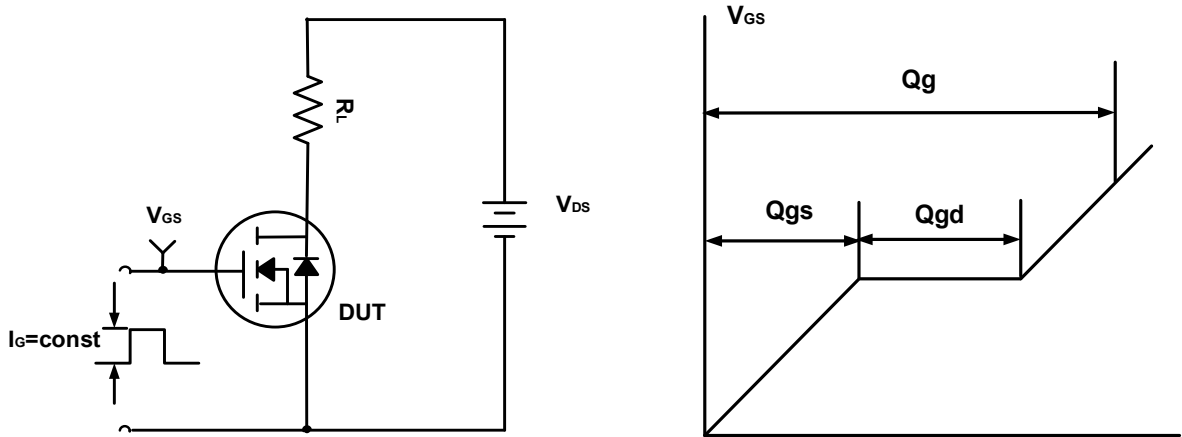 RL
VGS
VDS
DUT
IG=const
VGS
Qg
Qgs
Qgd